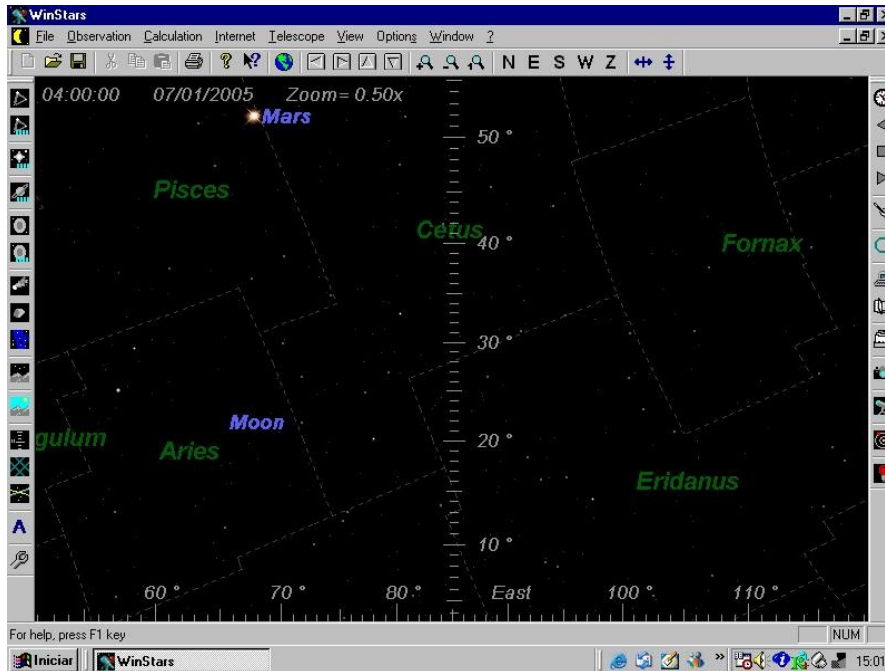 WinStars
File Observation Calculation Internet Telescope View Options Window ?
N E S W Z
04:00:00 07/01/2005 Zoom= 0.50x
Mars
50 °
Pisces
Cetus
40 °
Fornax
30 °
Moon
gulum
Aries
20 °
Eridanus
10 °
A
60 ° 70 ° 80 ° East 100 ° 110 °
For help, press F1 key
NUM
Iniciar
WinStars
»
15:01